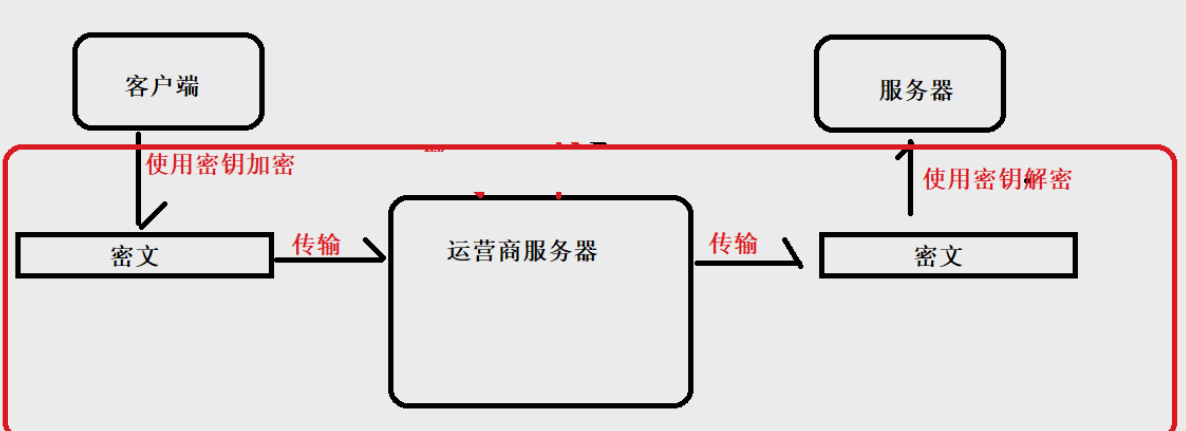 客户端
服务器
使用密钥加密
使用密钥解密
密文
传输
运营商服务器
传输
密文